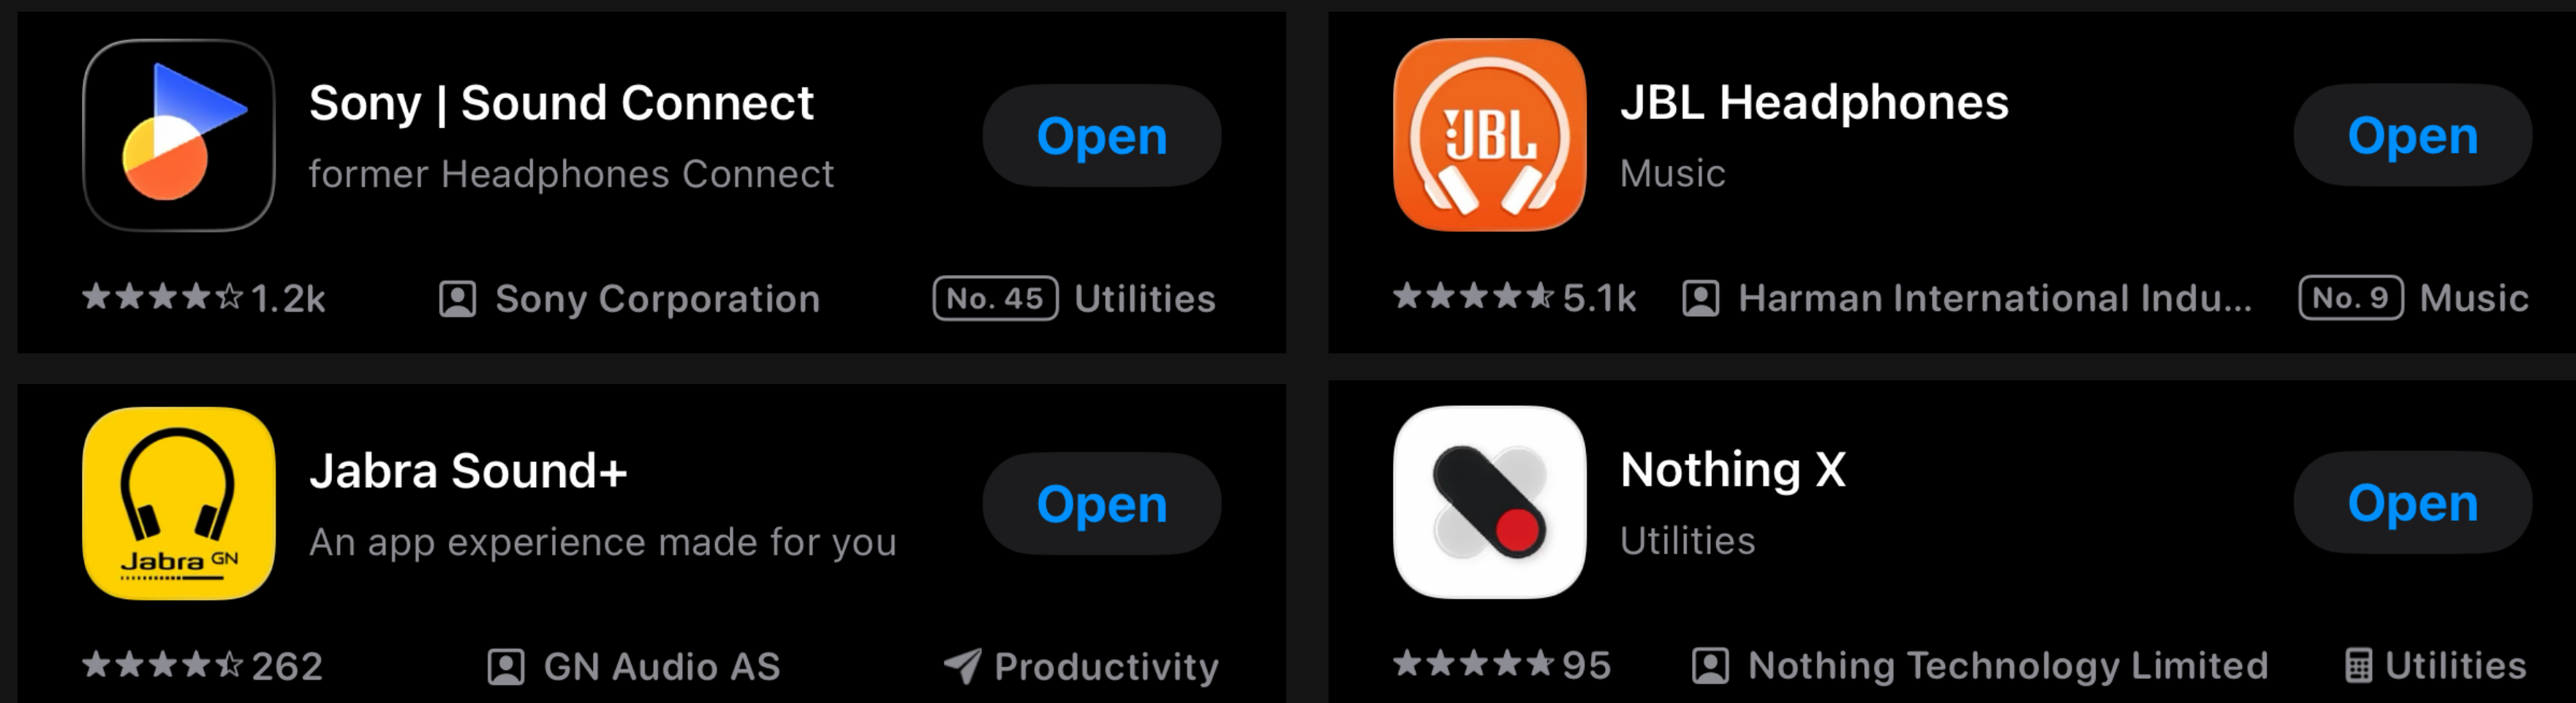 Sony | Sound Connect
former Headphones Connect
Open
1.2k
Sony Corporation
No. 45 Utilities
JBL
JBL Headphones
Music
Open
5.1k
Harman International Indu...
No. 9 Music
Jabra GN
Jabra Sound+
An app experience made for you
Open
262
GN Audio AS
Productivity
Nothing X
Utilities
Open
95
Nothing Technology Limited
Utilities